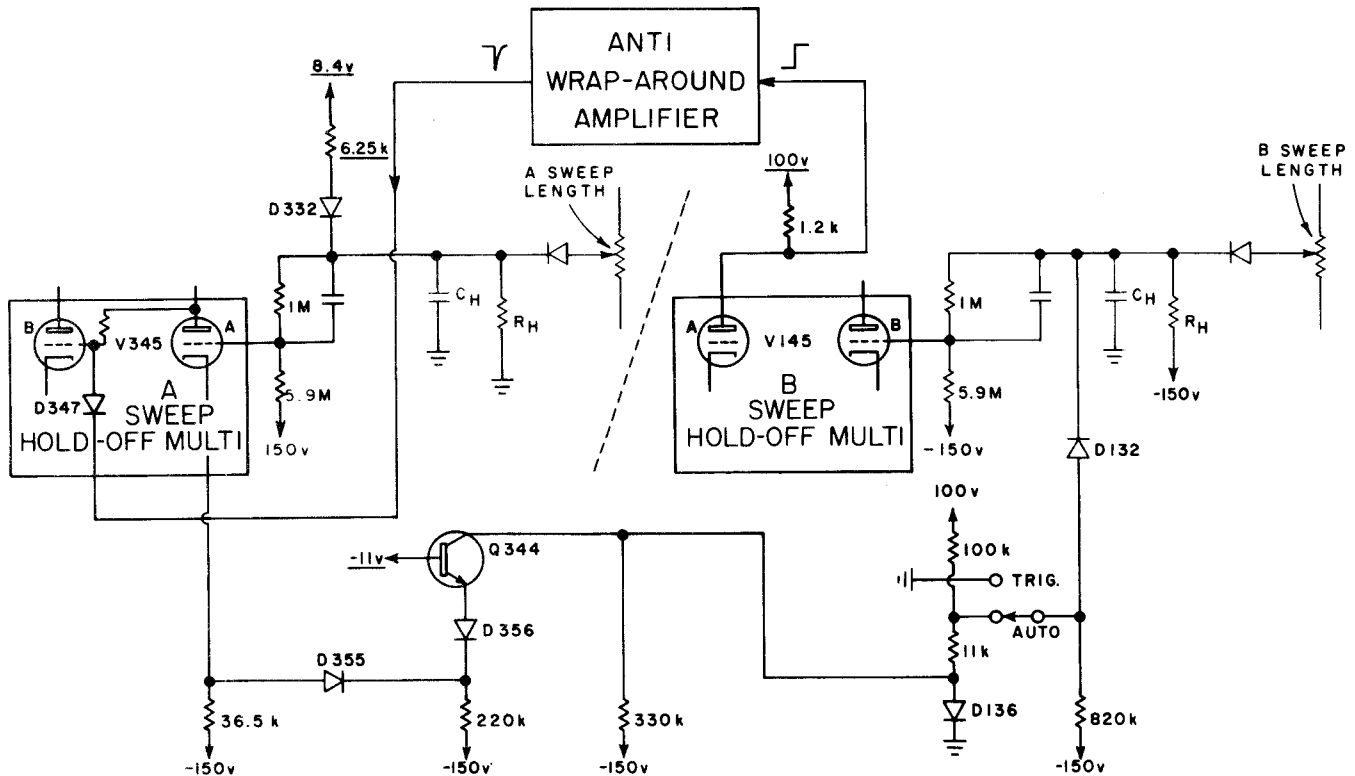 ANTI
WRAP-AROUND
AMPLIFIER
8.4v
6.25k
D332
A SWEEP
LENGTH
100v
1.2k
B SWEEP
LENGTH
1M
CH
RH
B
V345
A
D347
A
SWEEP
HOLD-OFF MULTI
5.9M
150v
A
V145
B
B
SWEEP
HOLD-OFF MULTI
1M
CH
RH
-150v
5.9M
-150v
D132
-11v
Q344
100v
100k
TRIG.
AUTO
11k
D356
D355
36.5k
220k
330k
D136
820k
-150v
-150v
-150v
-150v